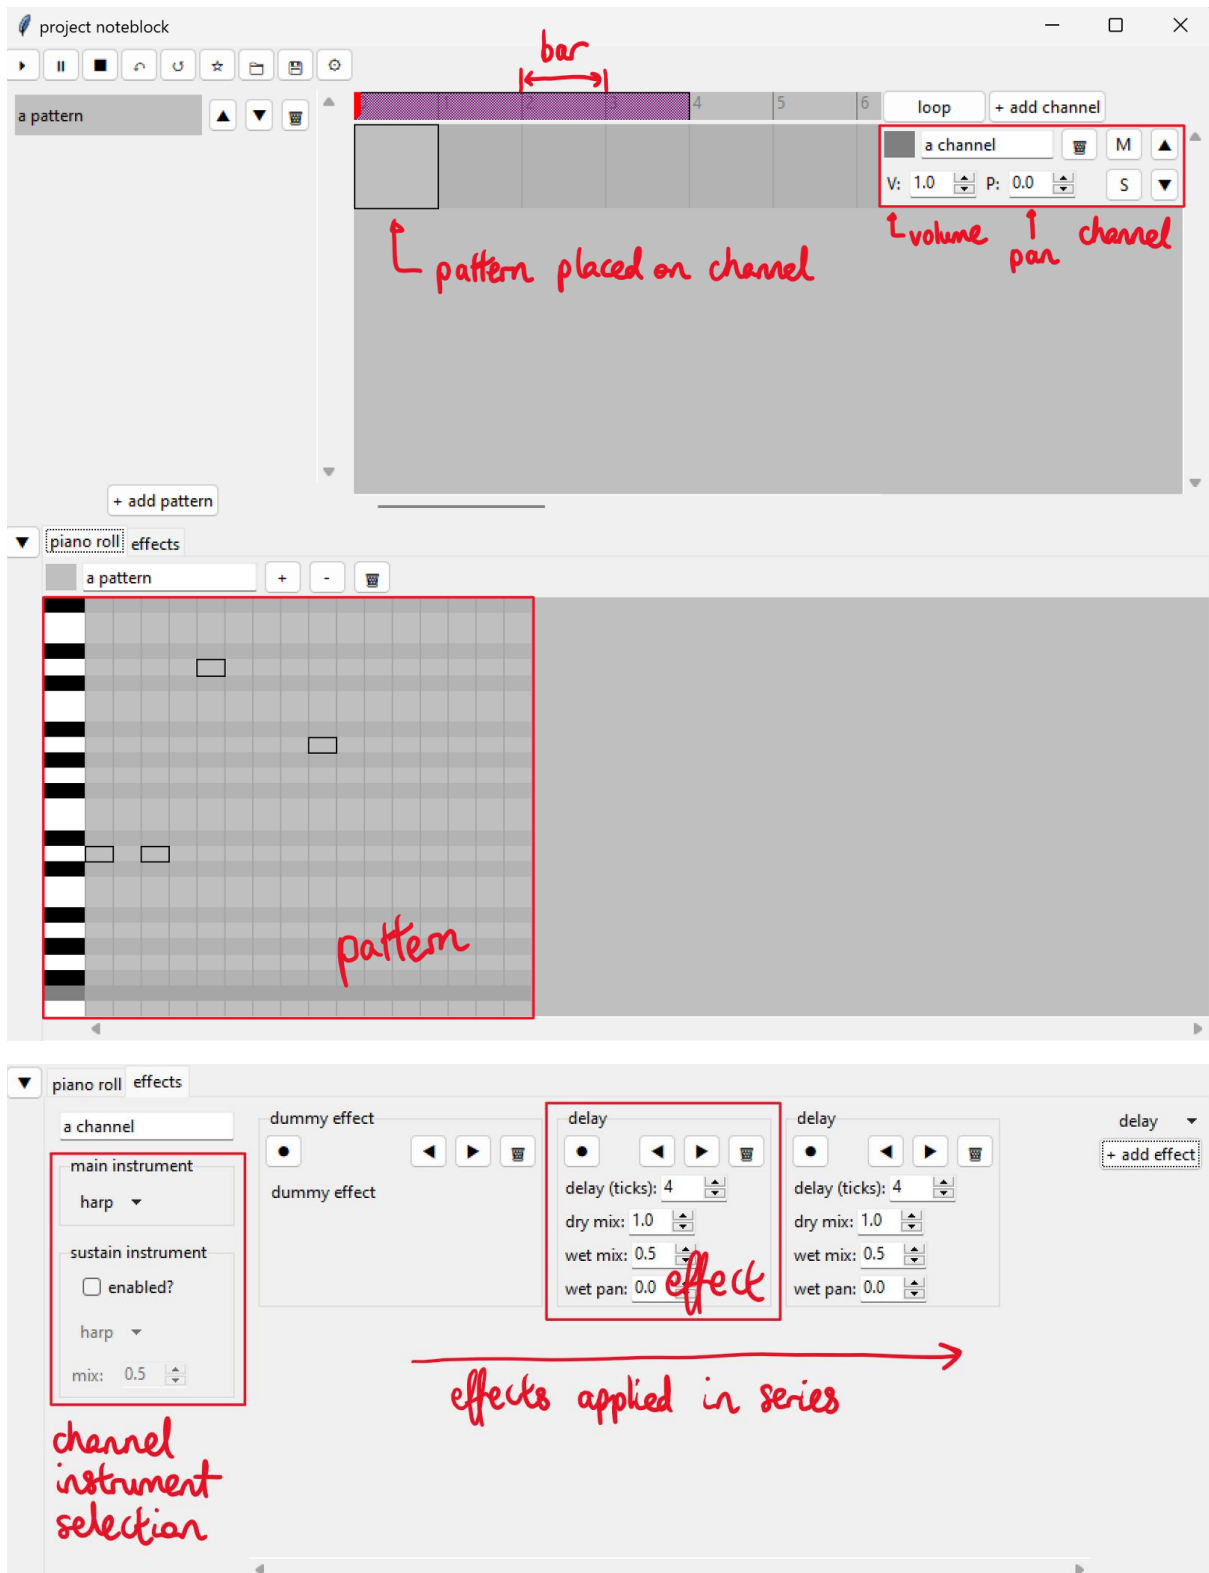 project noteblock
bar
a pattern
0 1 2 3 4 5 6
loop
+ add channel
a channel
M
V: 1.0 P: 0.0
S
volume
pan
channel
pattern placed on channel
+ add pattern
piano roll effects
a pattern
+ -
pattern
piano roll effects
a channel
main instrument
harp
sustain instrument
enabled?
harp
mix: 0.5
dummy effect
dummy effect
delay
delay (ticks): 4
dry mix: 1.0
wet mix: 0.5
wet pan: 0.0
effect
delay
delay (ticks): 4
dry mix: 1.0
wet mix: 0.5
wet pan: 0.0
delay
+ add effect
effects applied in series
channel
instrument
selection